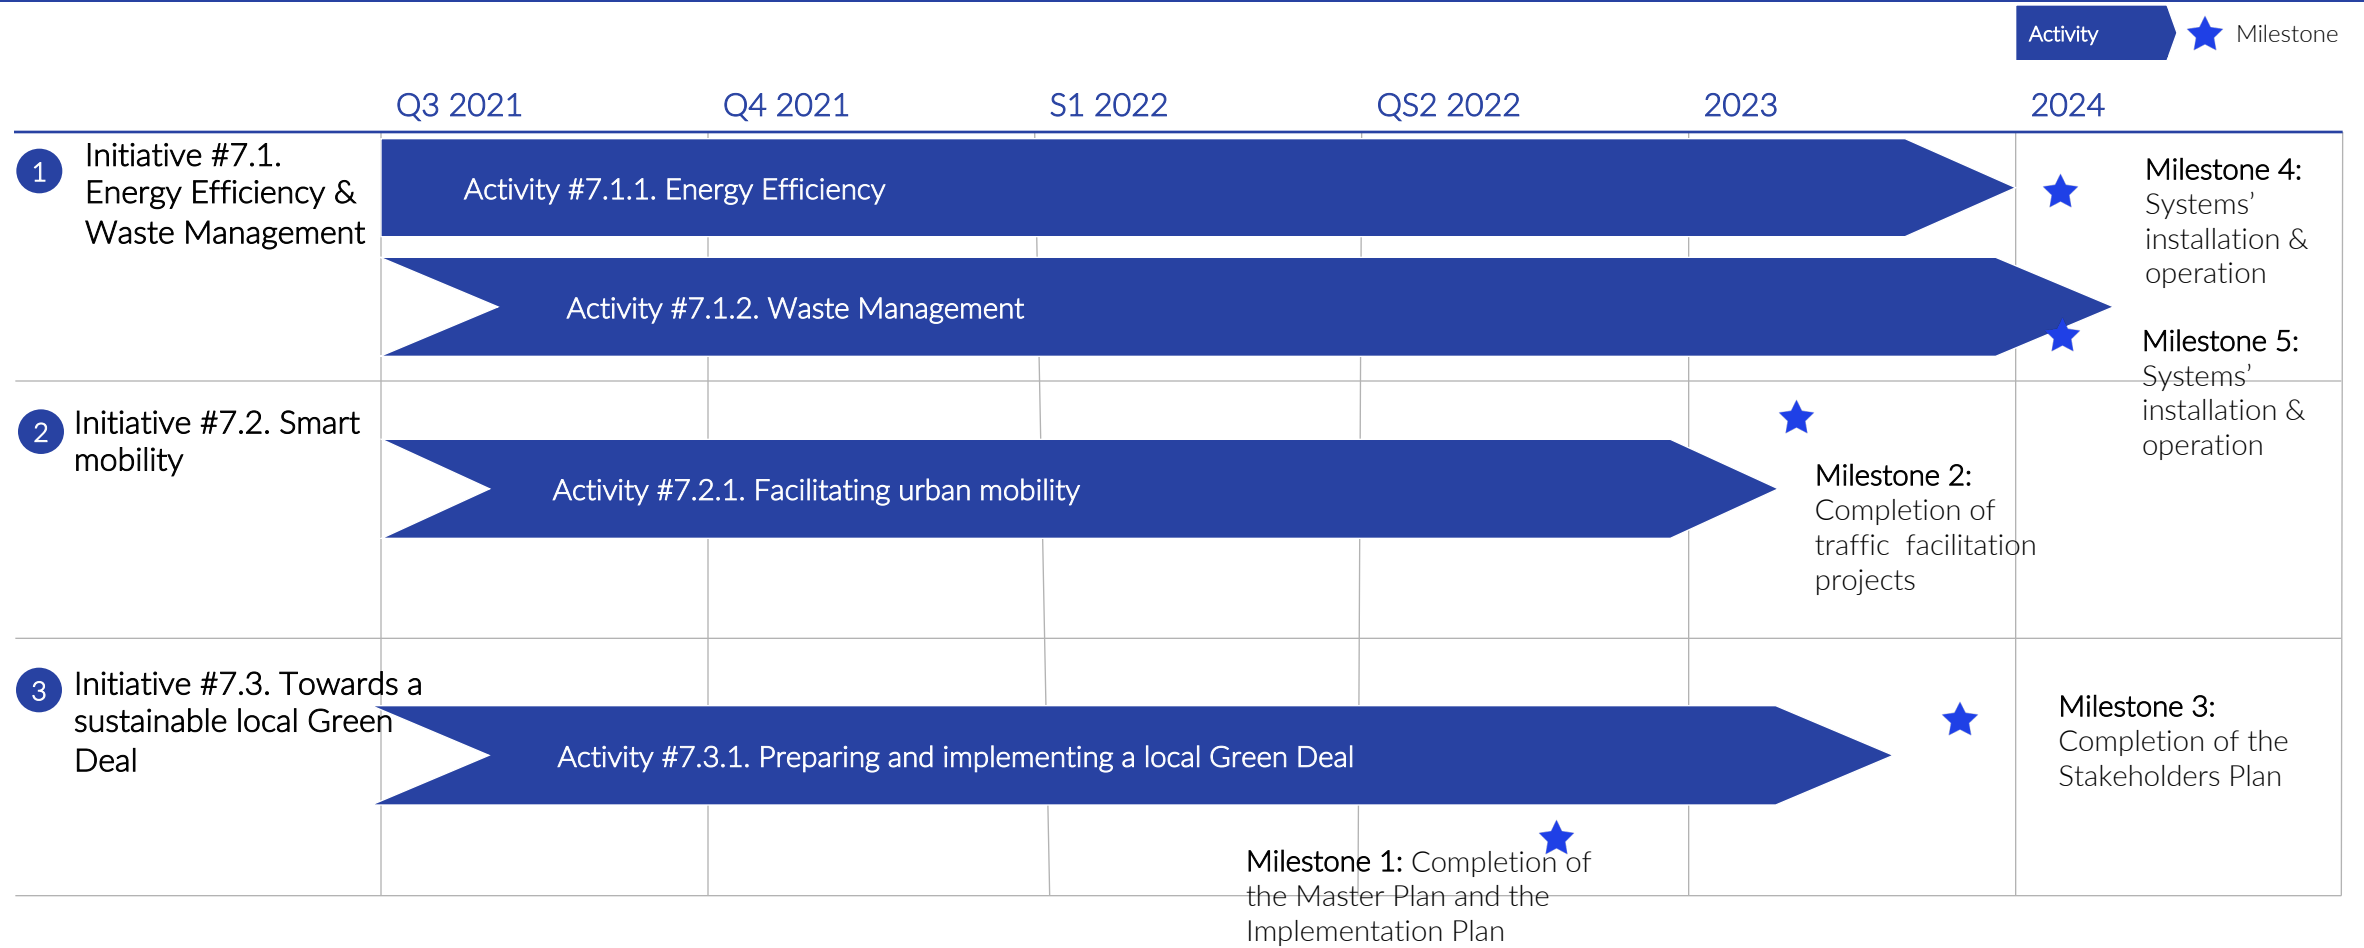 Activity
Milestone
Q3 2021
Q4 2021
S1 2022
QS2 2022
2023
2024
1
Initiative #7.1.
Energy Efficiency &
Waste Management
Activity #7.1.1. Energy Efficiency
Milestone 4:
Systems’
installation &
operation
Activity #7.1.2. Waste Management
Milestone 5:
Systems’
installation &
operation
2
Initiative #7.2. Smart
mobility
Activity #7.2.1. Facilitating urban mobility
Milestone 2:
Completion of
traffic  facilitation
projects
3
Initiative #7.3. Towards a
sustainable local Green
Deal
Activity #7.3.1. Preparing and implementing a local Green Deal
Milestone 3:
Completion of the
Stakeholders Plan
Milestone 1: Completion of
the Master Plan and the
Implementation Plan